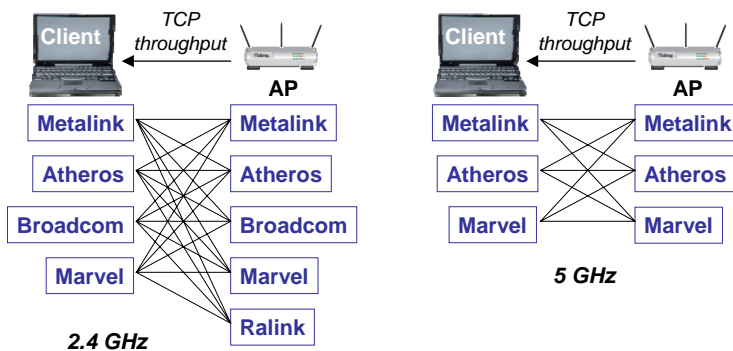 Client
TCP
throughput
AP
Metalink
Metalink
Atheros
Atheros
Broadcom
Broadcom
Marvel
Marvel
Ralink
2.4 GHz
Client
TCP
throughput
AP
Metalink
Metalink
Atheros
Atheros
Marvel
Marvel
5 GHz